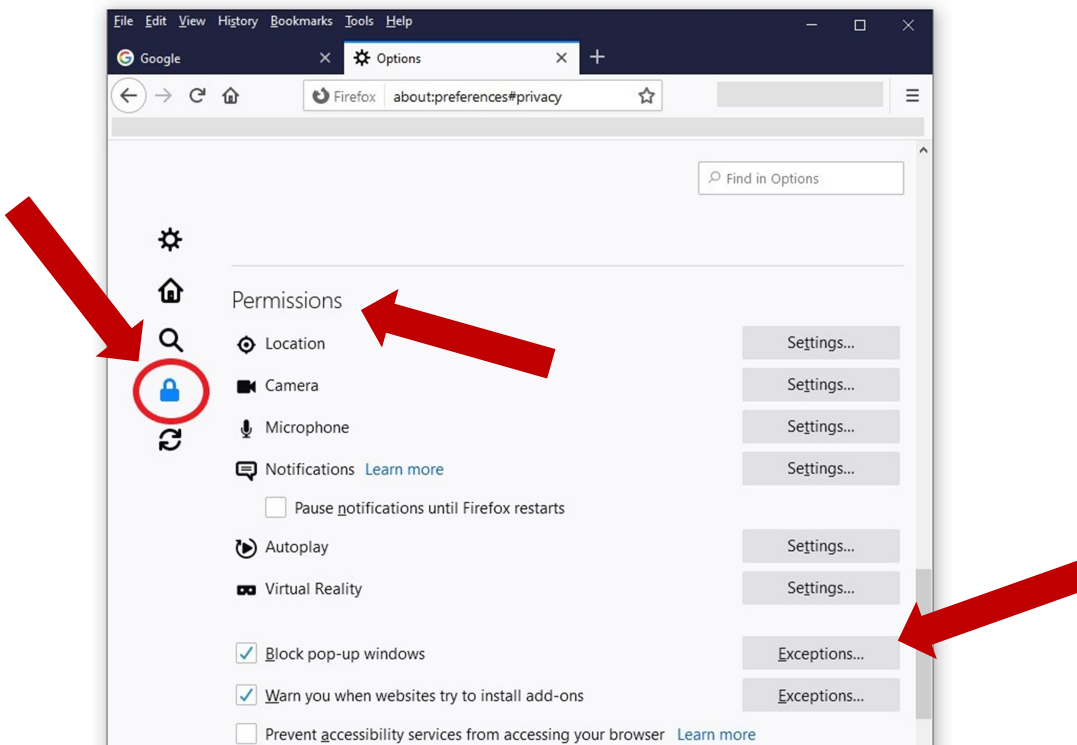 File Edit View History Bookmarks Tools Help
Google Options
Firefox about:preferences#privacy
Find in Options
Permissions
Location Settings...
Camera Settings...
Microphone Settings...
Notifications Learn more Settings...
Pause notifications until Firefox restarts
Autoplay Settings...
Virtual Reality Settings...
Block pop-up windows Exceptions...
Warn you when websites try to install add-ons Exceptions...
Prevent accessibility services from accessing your browser Learn more